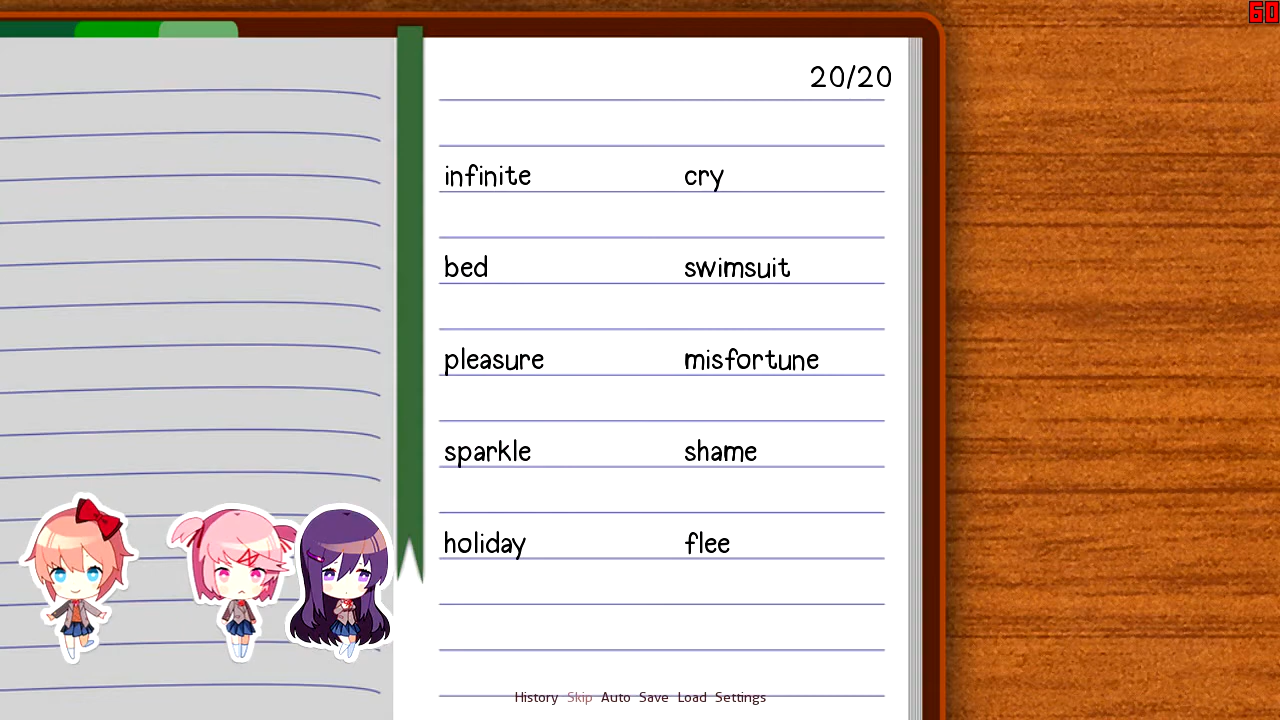 60
20/20
infinite cry
bed swimsuit
pleasure misfortune
sparkle shame
holiday flee
History Skip Auto Save Load Settings